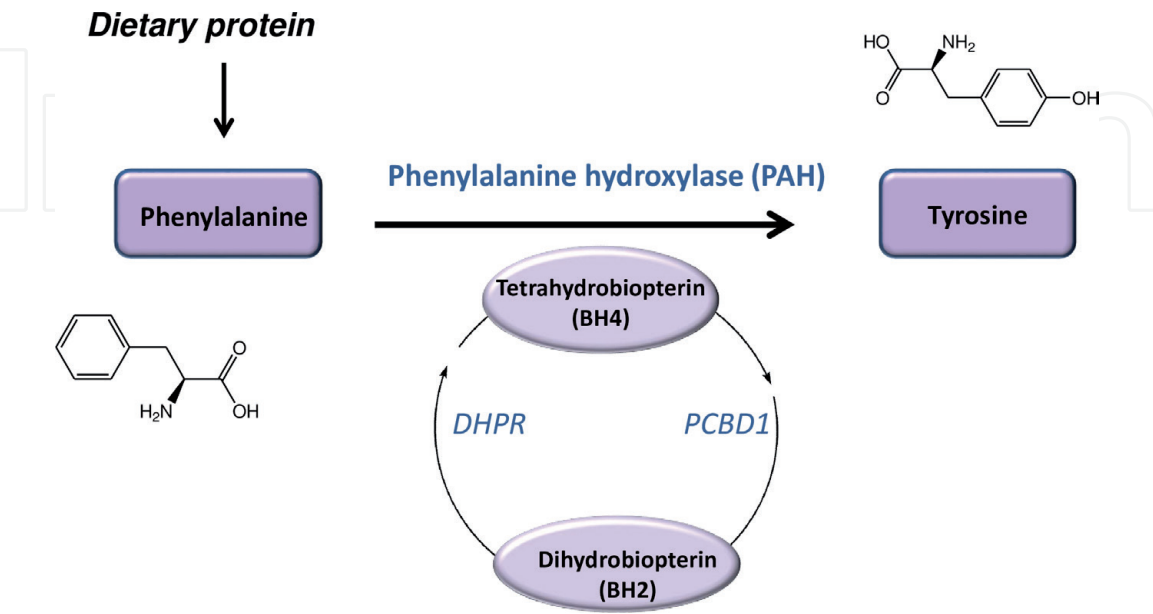 Dietary protein
HO
NH₂
O
OH
Phenylalanine hydroxylase (PAH)
Phenylalanine
Tyrosine
Tetrahydrobiopterin
(BH4)
O
H₂N
OH
DHPR
PCBD1
Dihydrobiopterin
(BH2)